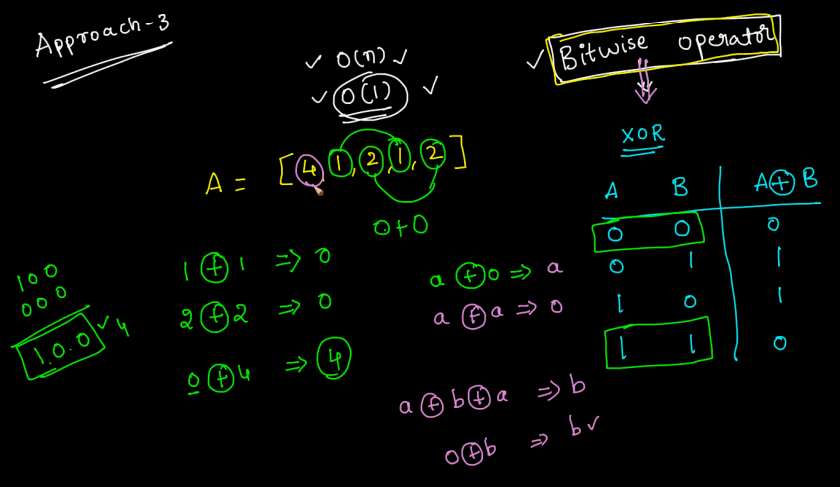 Approach-3
✓ O(n) ✓
✓ O(1) ✓
✓ Bitwise operator
XOR
A = [4, 1, 2, 1, 2]
0 + 0
A B A ⊕ B
0 0 0
0 1 1
1 0 1
1 1 0
100
000
1.0.0 ✓ 4
1 ⊕ 1 => 0
2 ⊕ 2 => 0
0 ⊕ 4 => 4
a ⊕ 0 => a
a ⊕ a => 0
a ⊕ b ⊕ a => b
0 ⊕ b => b ✓